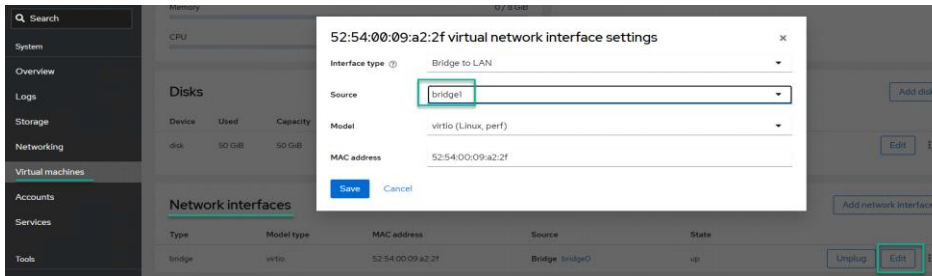 Search
System
Overview
Logs
Storage
Networking
Virtual machines
Accounts
Services
Tools
Memory
0 / 8 GiB
CPU
Disks
Add disk
Device Used Capacity
disk 50 GiB 50 GiB
Edit
52:54:00:09:a2:2f virtual network interface settings ×
Interface type Bridge to LAN
Source bridge1
Model virtio (Linux, perf)
MAC address 52:54:00:09:a2:2f
Save Cancel
Network interfaces
Add network interface
Type Model type MAC address Source State
bridge virtio 52:54:00:09:a2:2f Bridge bridge0 up Unplug Edit